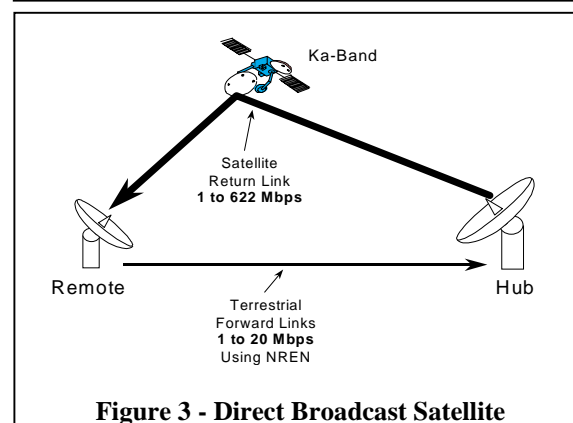 Ka-Band
Satellite
Return Link
1 to 622 Mbps
Remote
Hub
Terrestrial
Forward Links
1 to 20 Mbps
Using NREN
Figure 3 - Direct Broadcast Satellite